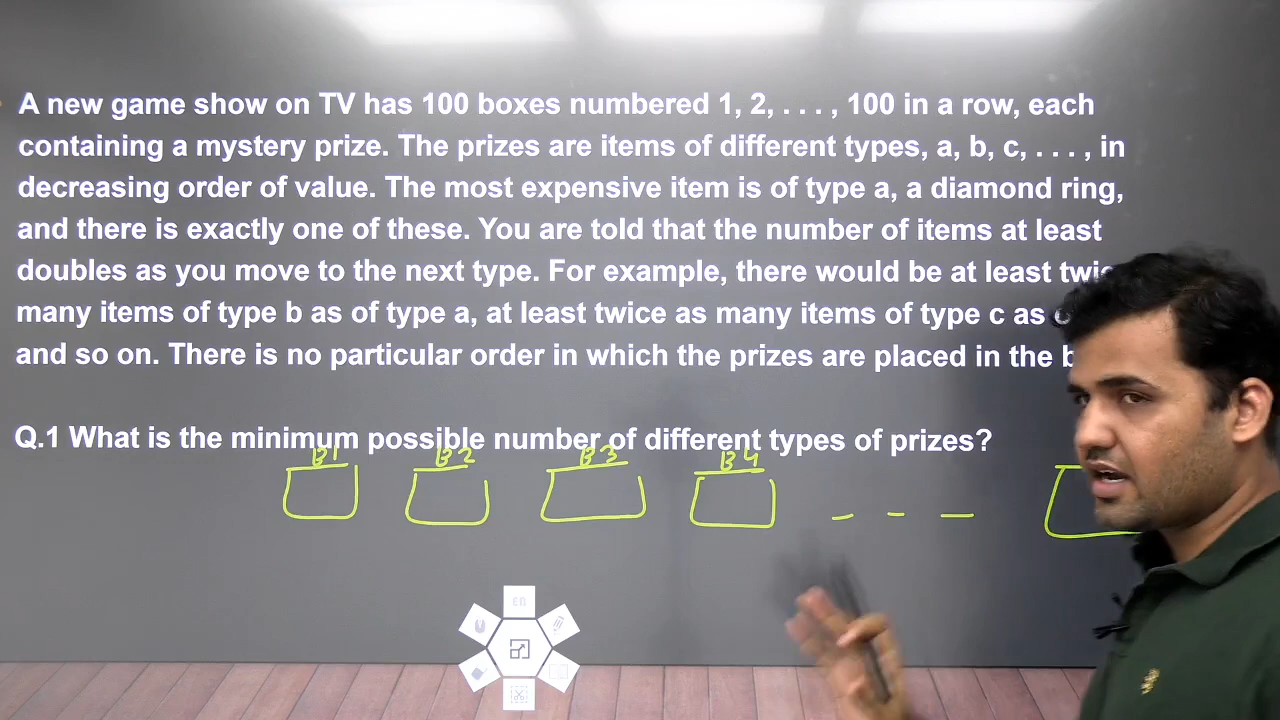 A new game show on TV has 100 boxes numbered 1, 2, . . . , 100 in a row, each
containing a mystery prize. The prizes are items of different types, a, b, c, . . . , in
decreasing order of value. The most expensive item is of type a, a diamond ring,
and there is exactly one of these. You are told that the number of items at least
doubles as you move to the next type. For example, there would be at least
many items of type b as of type a, at least twice as many items of type c as
and so on. There is no particular order in which the prizes are placed in the
Q.1 What is the minimum possible number of different types of prizes?
B1 B2 B3 B4
ER